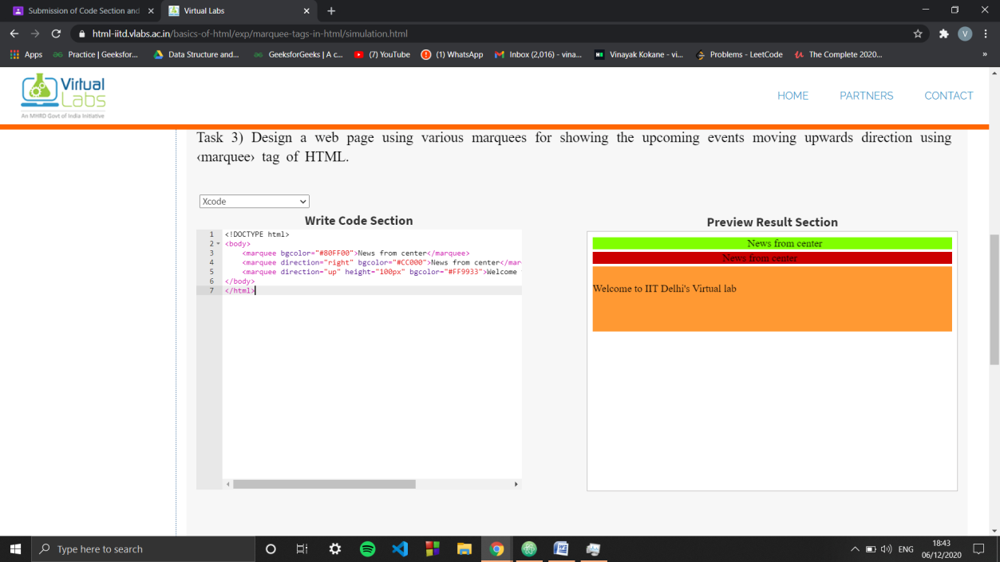 Submission of Code Section and
Virtual Labs
html-iitd.vlabs.ac.in/basics-of-html/exp/marquee-tags-in-html/simulation.html
V
Apps
Practice | Geeksfor...
Data Structure and...
GeeksforGeeks | A c...
(7) YouTube
(1) WhatsApp
Inbox (2,016) - vina...
Vinayak Kokane - vi...
Problems - LeetCode
The Complete 2020...
»
Virtual
Labs
An MHRD Govt of India Initiative
HOME
PARTNERS
CONTACT
Task 3) Design a web page using various marquees for showing the upcoming events moving upwards direction using
‹marquee› tag of HTML.
Xcode
Write Code Section
1 <!DOCTYPE html>
2 <body>
3 <marquee bgcolor="#80FF00">News from center</marquee>
4 <marquee direction="right" bgcolor="#CC000">News from center</mar
5 <marquee direction="up" height="100px" bgcolor="#FF9933">Welcome
6 </body>
7 </html>
Preview Result Section
News from center
News from center
Welcome to IIT Delhi's Virtual lab
Type here to search
ENG
18:43
06/12/2020